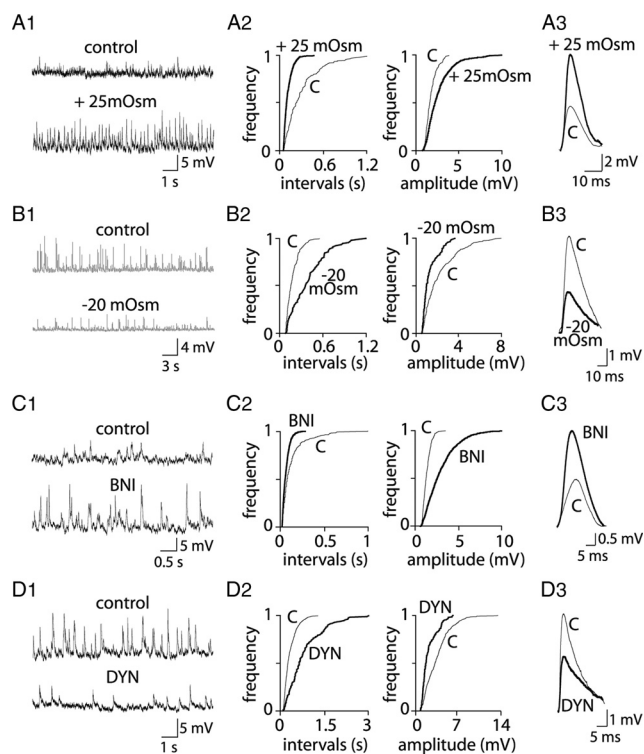 A1
control
+ 25mOsm
5 mV
1 s
A2
+ 25 mOsm
C
frequency
1
0
0 0.6 1.2
intervals (s)
C
+ 25mOsm
frequency
1
0
0 5 10
amplitude (mV)
A3
+ 25 mOsm
C
2 mV
10 ms
B1
control
-20 mOsm
4 mV
3 s
B2
C
-20
mOsm
frequency
1
0
0 0.6 1.2
intervals (s)
-20 mOsm
C
frequency
1
0
0 4 8
amplitude (mV)
B3
C
-20
mOsm
1 mV
10 ms
C1
control
BNI
5 mV
0.5 s
C2
BNI
C
frequency
1
0
0 0.5 1
intervals (s)
C
BNI
frequency
1
0
0 5 10
amplitude (mV)
C3
BNI
C
0.5 mV
5 ms
D1
control
DYN
5 mV
1 s
D2
C
DYN
frequency
1
0
0 1.5 3
intervals (s)
DYN
C
frequency
1
0
0 7 14
amplitude (mV)
D3
C
DYN
1 mV
5 ms